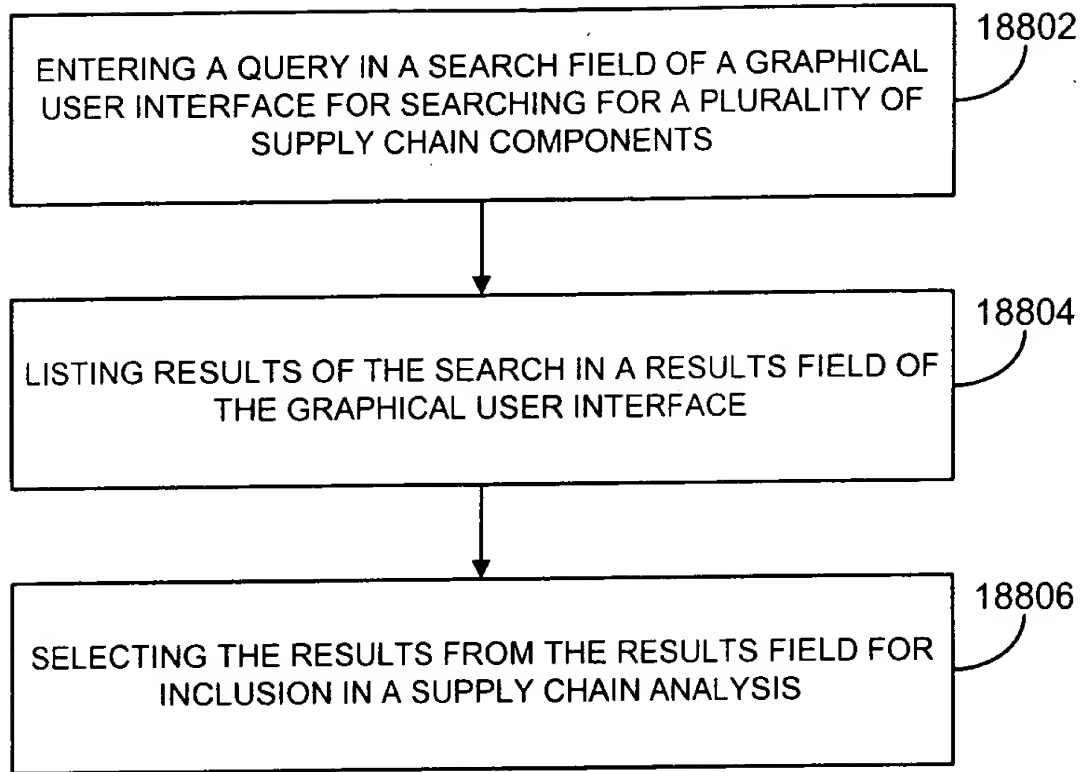 18802
ENTERING A QUERY IN A SEARCH FIELD OF A GRAPHICAL
USER INTERFACE FOR SEARCHING FOR A PLURALITY OF
SUPPLY CHAIN COMPONENTS
18804
LISTING RESULTS OF THE SEARCH IN A RESULTS FIELD OF
THE GRAPHICAL USER INTERFACE
18806
SELECTING THE RESULTS FROM THE RESULTS FIELD FOR
INCLUSION IN A SUPPLY CHAIN ANALYSIS